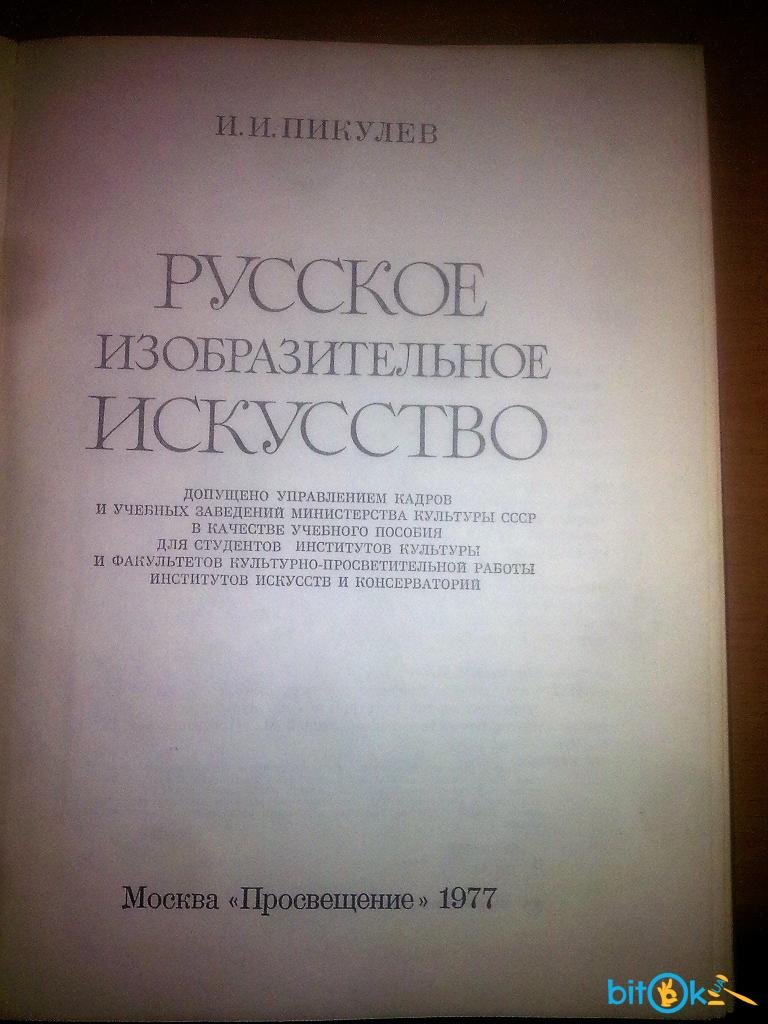 И. И. ПИКУЛЕВ
РУССКОЕ
ИЗОБРАЗИТЕЛЬНОЕ
ИСКУССТВО
ДОПУЩЕНО УПРАВЛЕНИЕМ КАДРОВ
И УЧЕБНЫХ ЗАВЕДЕНИЙ МИНИСТЕРСТВА КУЛЬТУРЫ СССР
В КАЧЕСТВЕ УЧЕБНОГО ПОСОБИЯ
ДЛЯ СТУДЕНТОВ ИНСТИТУТОВ КУЛЬТУРЫ
И ФАКУЛЬТЕТОВ КУЛЬТУРНО-ПРОСВЕТИТЕЛЬНОЙ РАБОТЫ
ИНСТИТУТОВ ИСКУССТВ И КОНСЕРВАТОРИЙ
Москва «Просвещение» 1977
bitOk UA